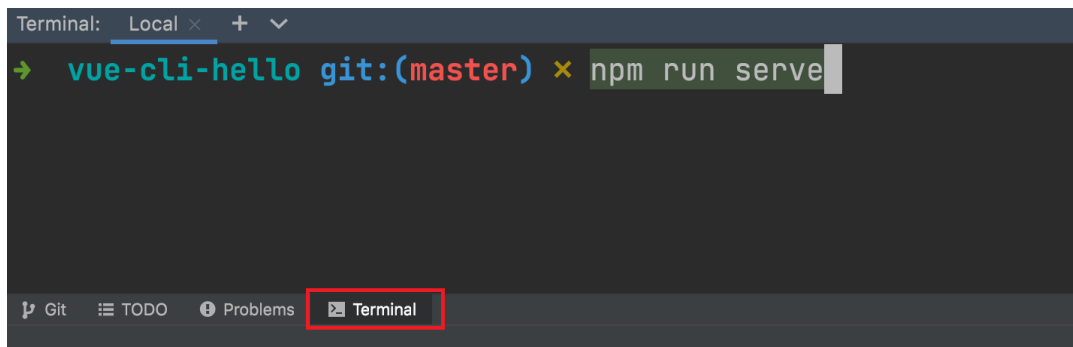 Terminal: Local × + ⌄
➜ vue-cli-hello git:(master) ✗ npm run serve
Git TODO Problems Terminal